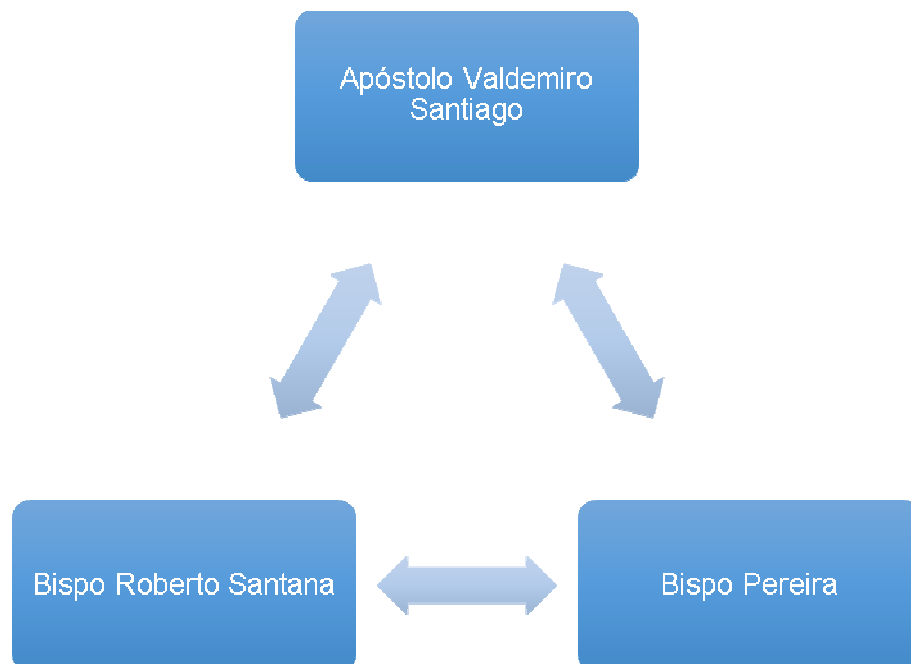 Apóstolo Valdemiro
Santiago
Bispo Roberto Santana
Bispo Pereira